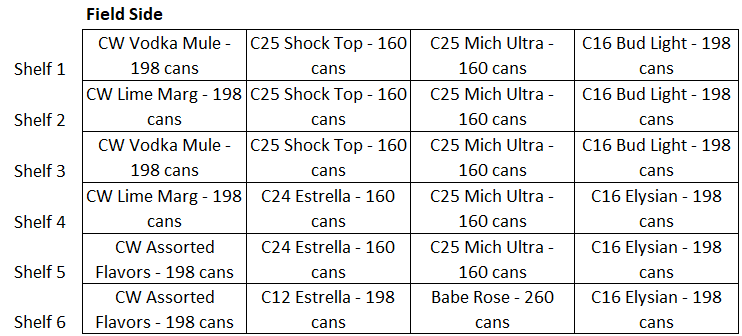 Field Side
CW Vodka Mule - C25 Shock Top - 160 C25 Mich Ultra - C16 Bud Light - 198
Shelf 1 198 cans cans 160 cans cans
CW Lime Marg - 198 C25 Shock Top - 160 C25 Mich Ultra - C16 Bud Light - 198
Shelf 2 cans cans 160 cans cans
CW Vodka Mule - C25 Shock Top - 160 C25 Mich Ultra - C16 Bud Light - 198
Shelf 3 198 cans cans 160 cans cans
CW Lime Marg - 198 C24 Estrella - 160 C25 Mich Ultra - C16 Elysian - 198
Shelf 4 cans cans 160 cans cans
CW Assorted C24 Estrella - 160 C25 Mich Ultra - C16 Elysian - 198
Shelf 5 Flavors - 198 cans cans 160 cans cans
CW Assorted C12 Estrella - 198 Babe Rose - 260 C16 Elysian - 198
Shelf 6 Flavors - 198 cans cans cans cans